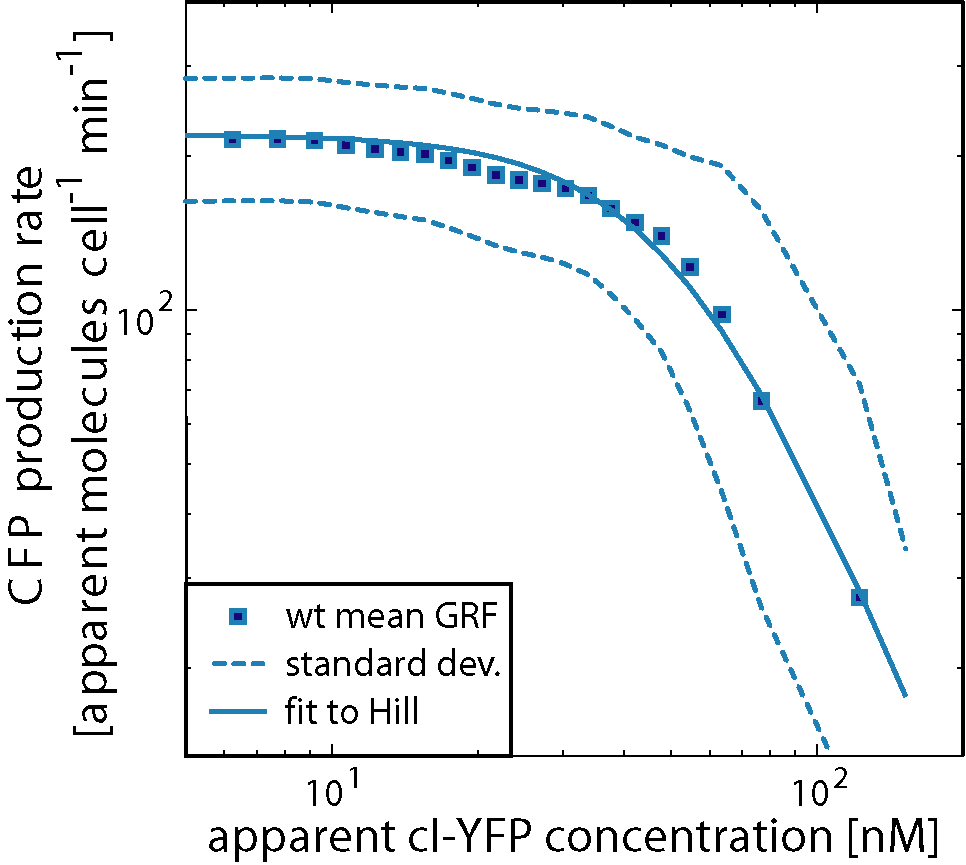 CFP production rate
[apparent molecules cell-1 min-1]
102
wt mean GRF
standard dev.
fit to Hill
101
102
apparent cI-YFP concentration [nM]